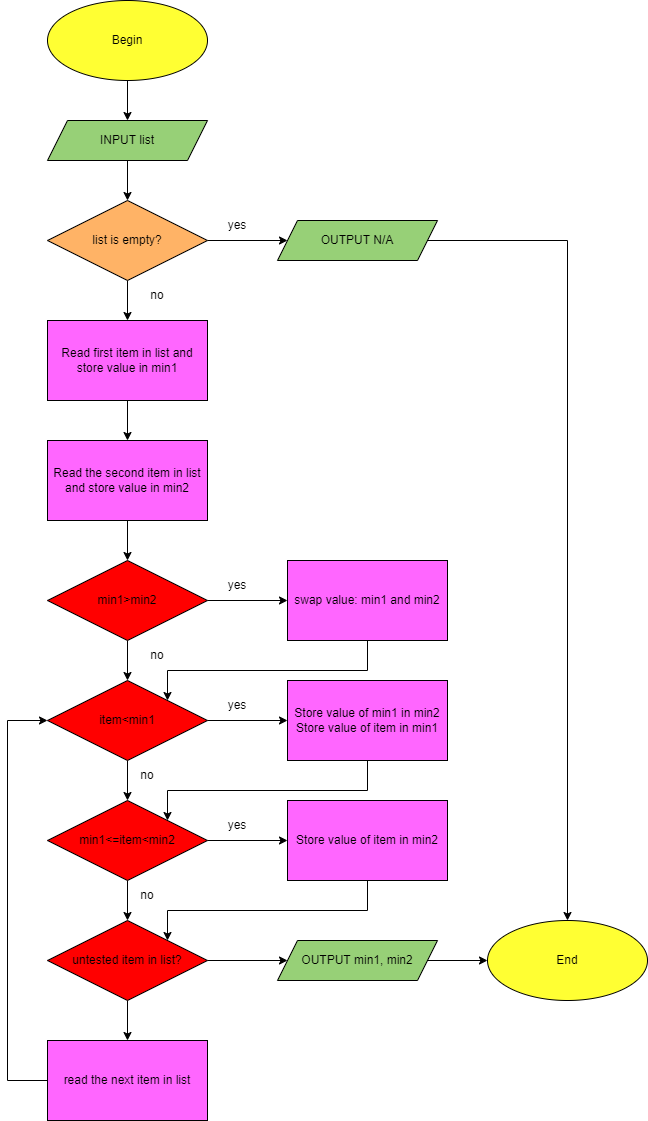 Begin
INPUT list
list is empty?
yes
OUTPUT N/A
no
Read first item in list and
store value in min1
Read the second item in list
and store value in min2
min1>min2
yes
swap value: min1 and min2
no
item<min1
yes
Store value of min1 in min2
Store value of item in min1
no
min1<=item<min2
yes
Store value of item in min2
no
untested item in list?
OUTPUT min1, min2
End
read the next item in list